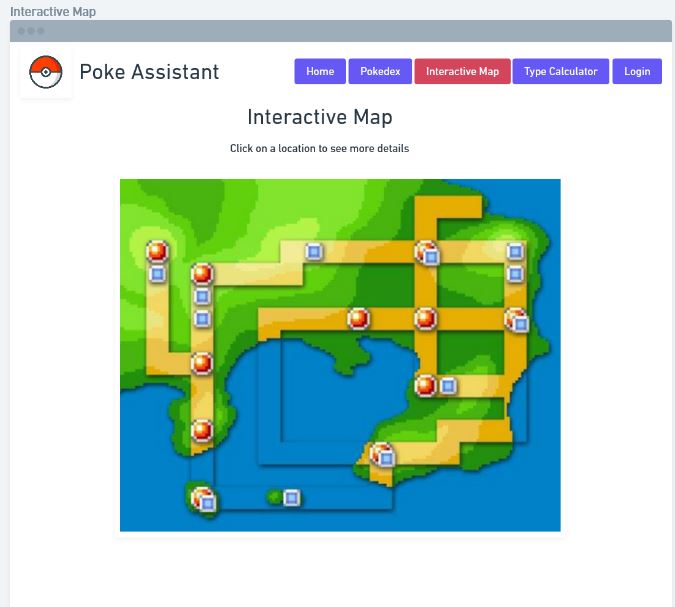 Interactive Map
Poke Assistant
Home
Pokedex
Interactive Map
Type Calculator
Login
Interactive Map
Click on a location to see more details